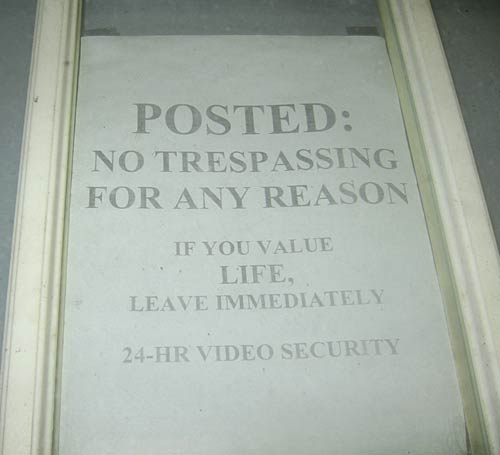 POSTED:
NO TRESPASSING
FOR ANY REASON
IF YOU VALUE
LIFE,
LEAVE IMMEDIATELY
24-HR VIDEO SECURITY